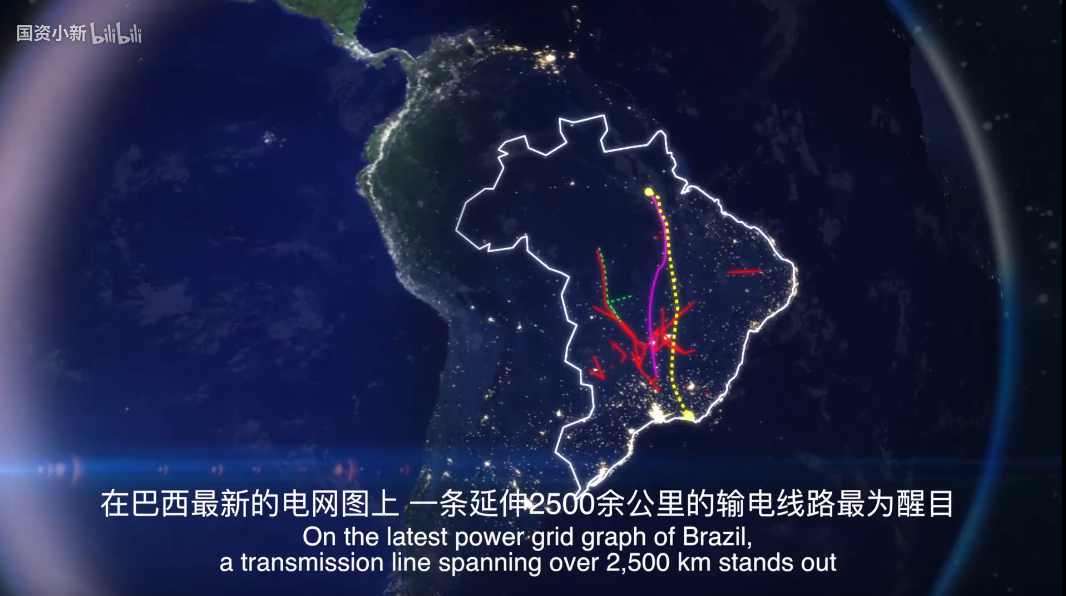 国资小新 bilibili
在巴西最新的电网图上 一条延伸2500余公里的输电线路最为醒目
On the latest power grid graph of Brazil,
a transmission line spanning over 2,500 km stands out